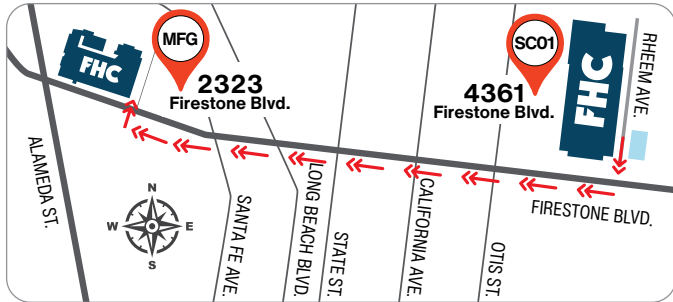 MFG
FHC
2323
Firestone Blvd.
SC01
4361
Firestone Blvd.
FHC
RHEEM AVE.
ALAMEDA ST.
N
W
E
S
SANTA FE AVE.
LONG BEACH BLVD.
STATE ST.
CALIFORNIA AVE.
OTIS ST.
FIRESTONE BLVD.